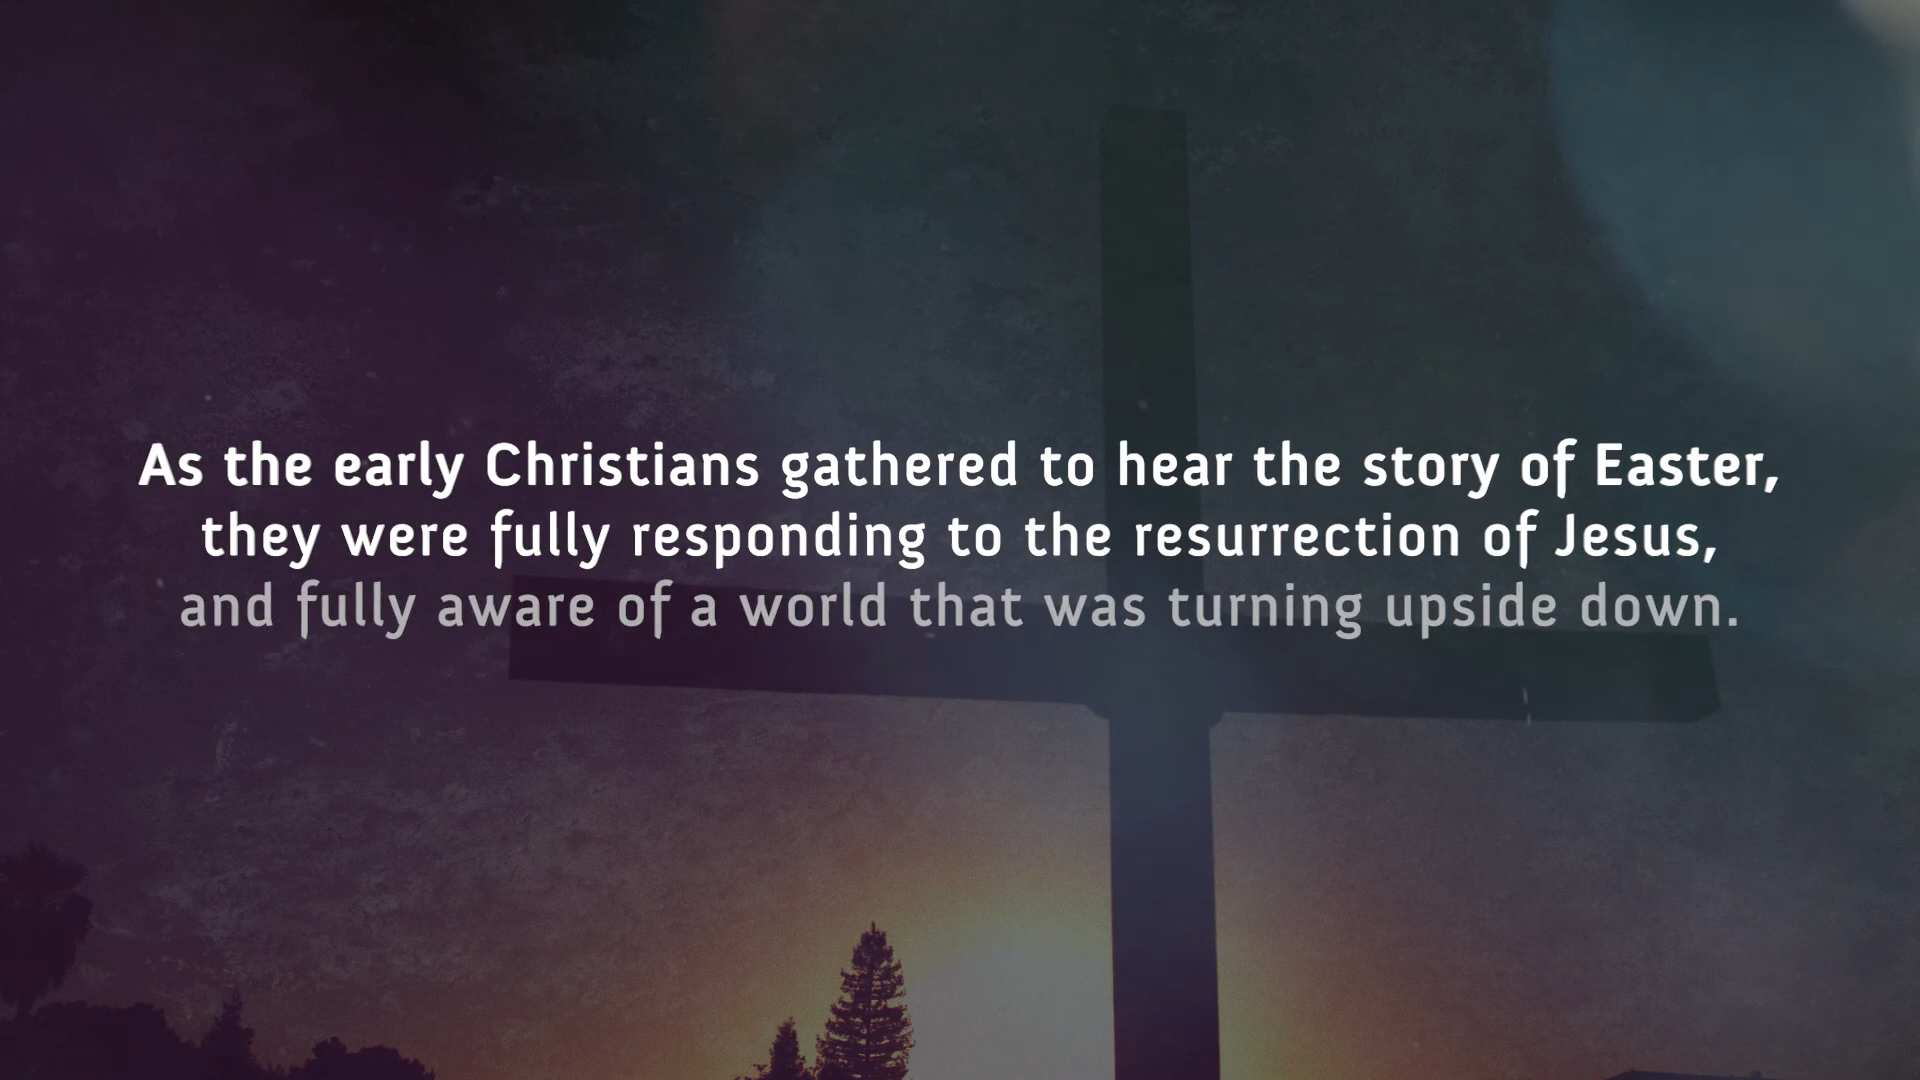 As the early Christians gathered to hear the story of Easter,
they were fully responding to the resurrection of Jesus,
and fully aware of a world that was turning upside down.